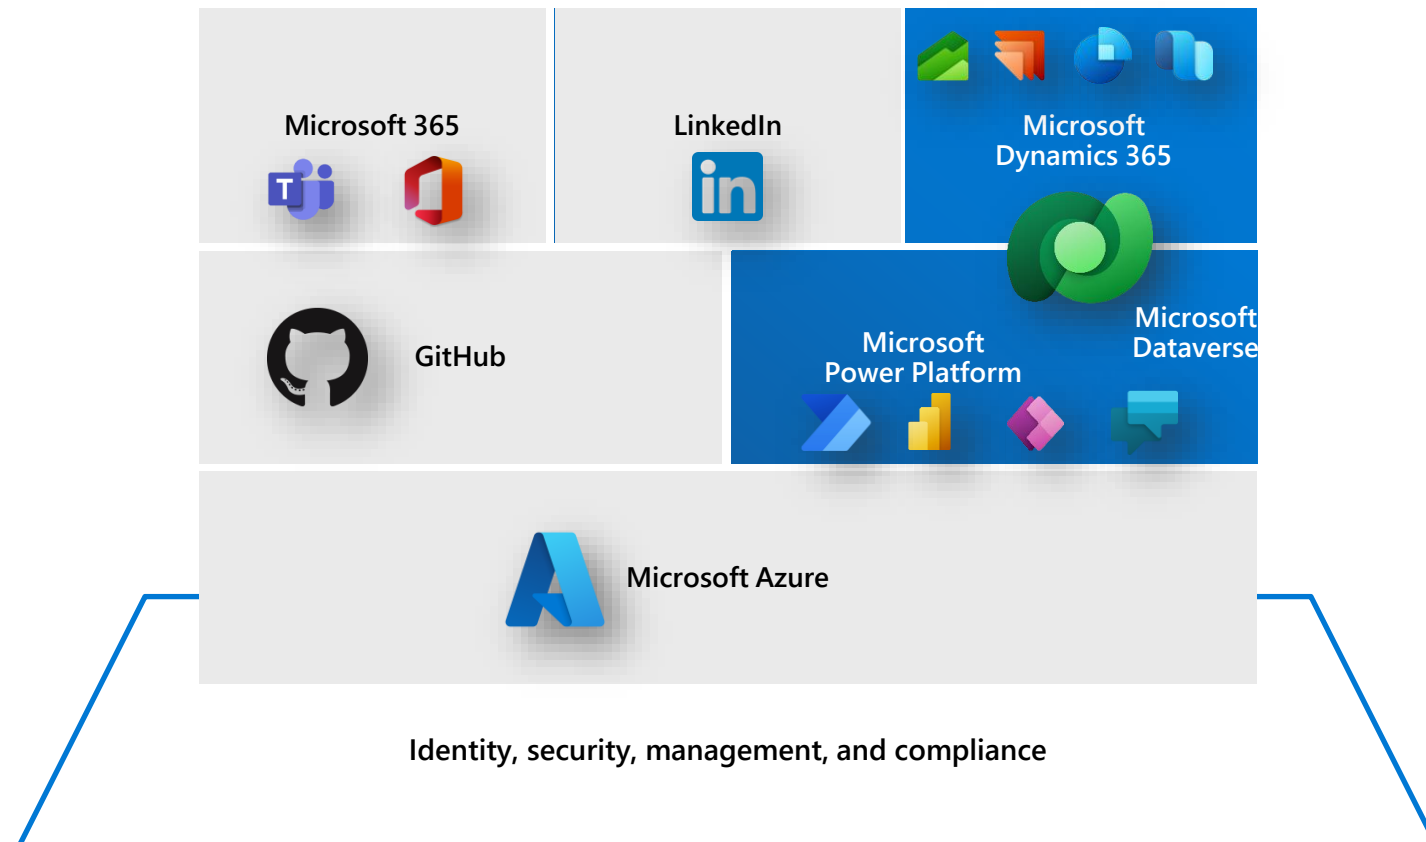 Microsoft 365
T
LinkedIn
in
Microsoft
Dynamics 365
GitHub
Microsoft
Power Platform
Microsoft
Dataverse
Microsoft Azure
Identity, security, management, and compliance